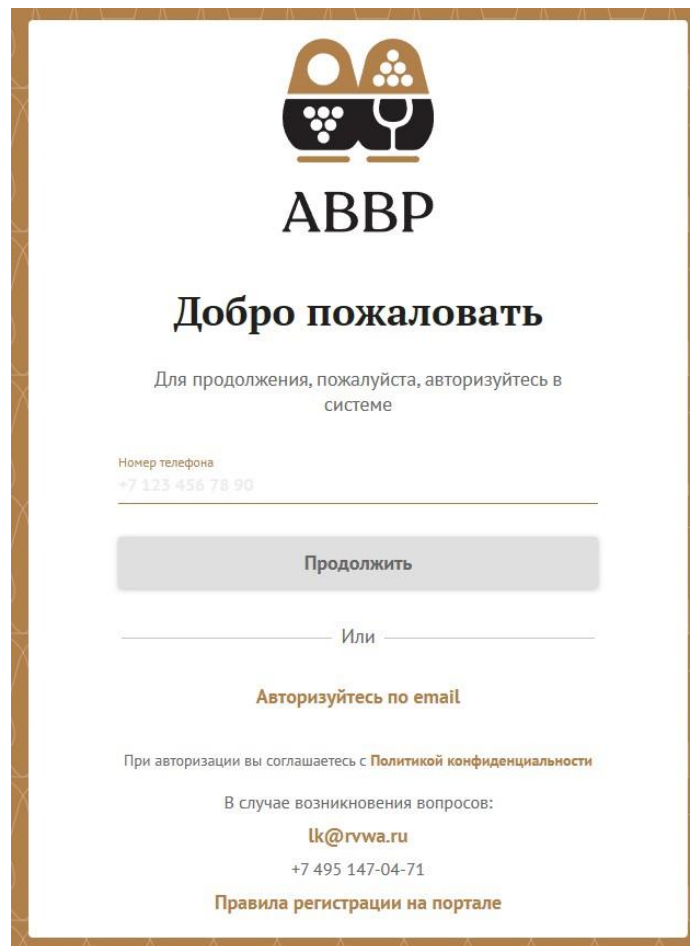 АВВР
Добро пожаловать
Для продолжения, пожалуйста, авторизуйтесь в
системе
Номер телефона
+7 123 456 78 90
Продолжить
Или
Авторизуйтесь по email
При авторизации вы соглашаетесь с Политикой конфиденциальности
В случае возникновения вопросов:
lk@rvwa.ru
+7 495 147-04-71
Правила регистрации на портале